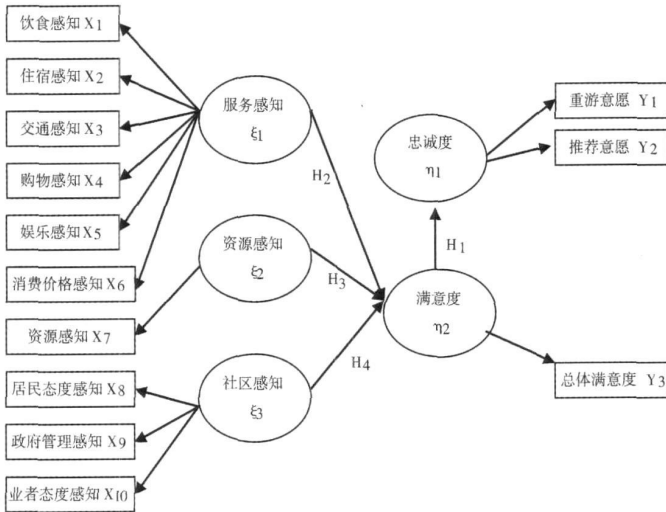 饮食感知 X1
住宿感知 X2
交通感知 X3
购物感知 X4
娱乐感知 X5
消费价格感知 X6
资源感知 X7
居民态度感知 X8
政府管理感知 X9
业者态度感知 X10
服务感知
ξ1
资源感知
ξ2
社区感知
ξ3
H2
H3
H4
忠诚度
η1
H1
满意度
η2
重游意愿 Y1
推荐意愿 Y2
总体满意度 Y3